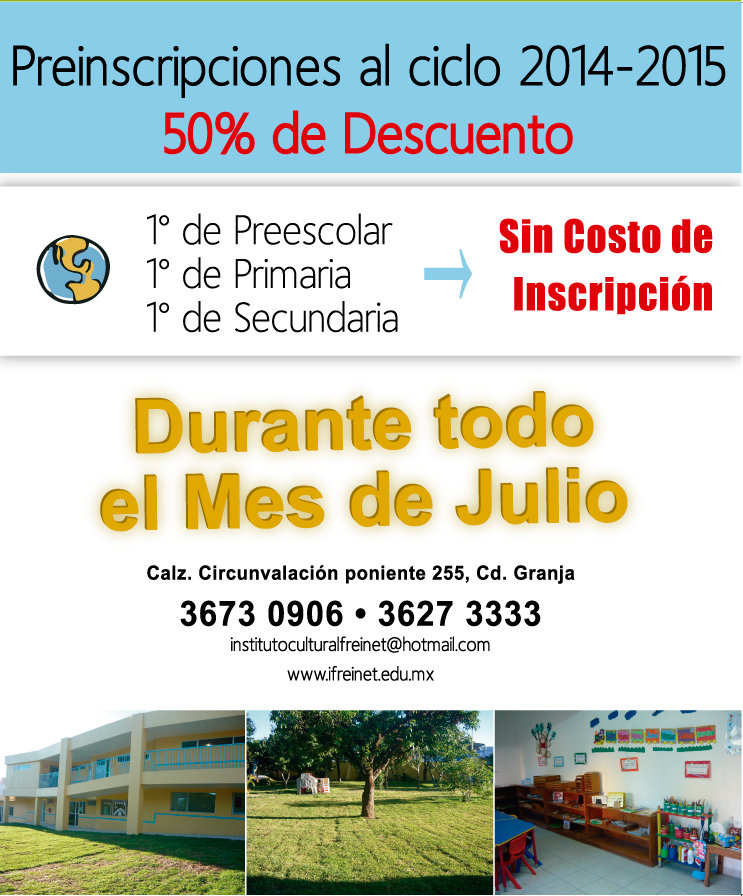 Preinscripciones al ciclo 2014-2015
50% de Descuento
1° de Preescolar
1° de Primaria
1° de Secundaria
Sin Costo de
Inscripción
Durante todo
el Mes de Julio
Calz. Circunvalación poniente 255, Cd. Granja
3673 0906 • 3627 3333
institutoculturalfreinet@hotmail.com
www.ifreinet.edu.mx